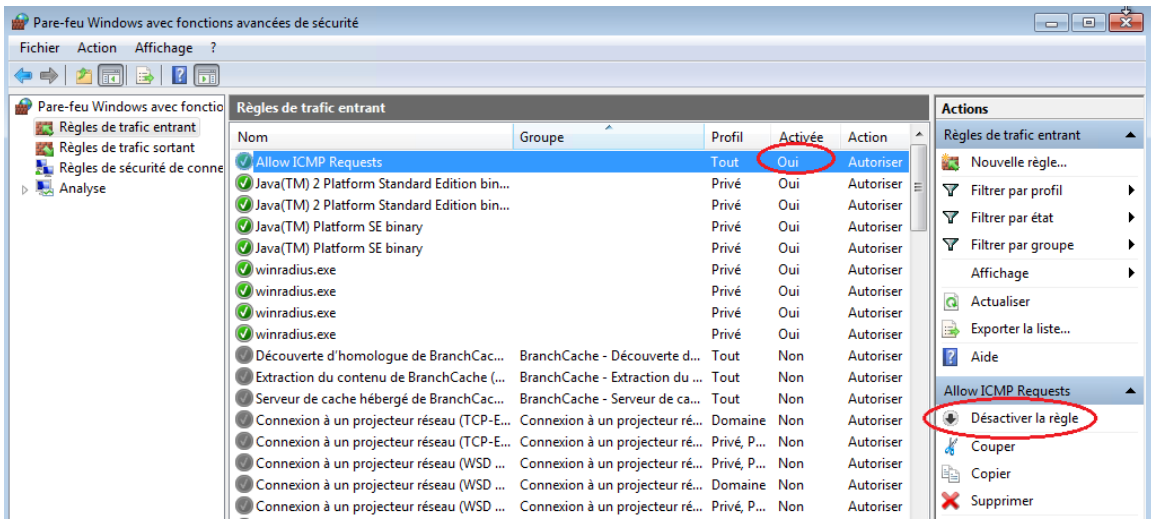 Pare-feu Windows avec fonctions avancées de sécurité
Fichier Action Affichage ?
Pare-feu Windows avec fonctio
Règles de trafic entrant
Règles de trafic sortant
Règles de sécurité de conne
Analyse
Règles de trafic entrant
Nom Groupe Profil Activée Action
Allow ICMP Requests Tout Oui Autoriser
Java(TM) 2 Platform Standard Edition bin... Privé Oui Autoriser
Java(TM) 2 Platform Standard Edition bin... Privé Oui Autoriser
Java(TM) Platform SE binary Privé Oui Autoriser
Java(TM) Platform SE binary Privé Oui Autoriser
winradius.exe Privé Oui Autoriser
winradius.exe Privé Oui Autoriser
winradius.exe Privé Oui Autoriser
winradius.exe Privé Oui Autoriser
Découverte d'homologue de BranchCac... BranchCache - Découverte d... Tout Non Autoriser
Extraction du contenu de BranchCache (... BranchCache - Extraction du ... Tout Non Autoriser
Serveur de cache hébergé de BranchCac... BranchCache - Serveur de ca... Tout Non Autoriser
Connexion à un projecteur réseau (TCP-E... Connexion à un projecteur ré... Domaine Non Autoriser
Connexion à un projecteur réseau (TCP-E... Connexion à un projecteur ré... Privé, P... Non Autoriser
Connexion à un projecteur réseau (WSD ... Connexion à un projecteur ré... Privé, P... Non Autoriser
Connexion à un projecteur réseau (WSD ... Connexion à un projecteur ré... Domaine Non Autoriser
Connexion à un projecteur réseau (WSD ... Connexion à un projecteur ré... Privé, P... Non Autoriser
Actions
Règles de trafic entrant
Nouvelle règle...
Filtrer par profil
Filtrer par état
Filtrer par groupe
Affichage
Actualiser
Exporter la liste...
Aide
Allow ICMP Requests
Désactiver la règle
Couper
Copier
Supprimer